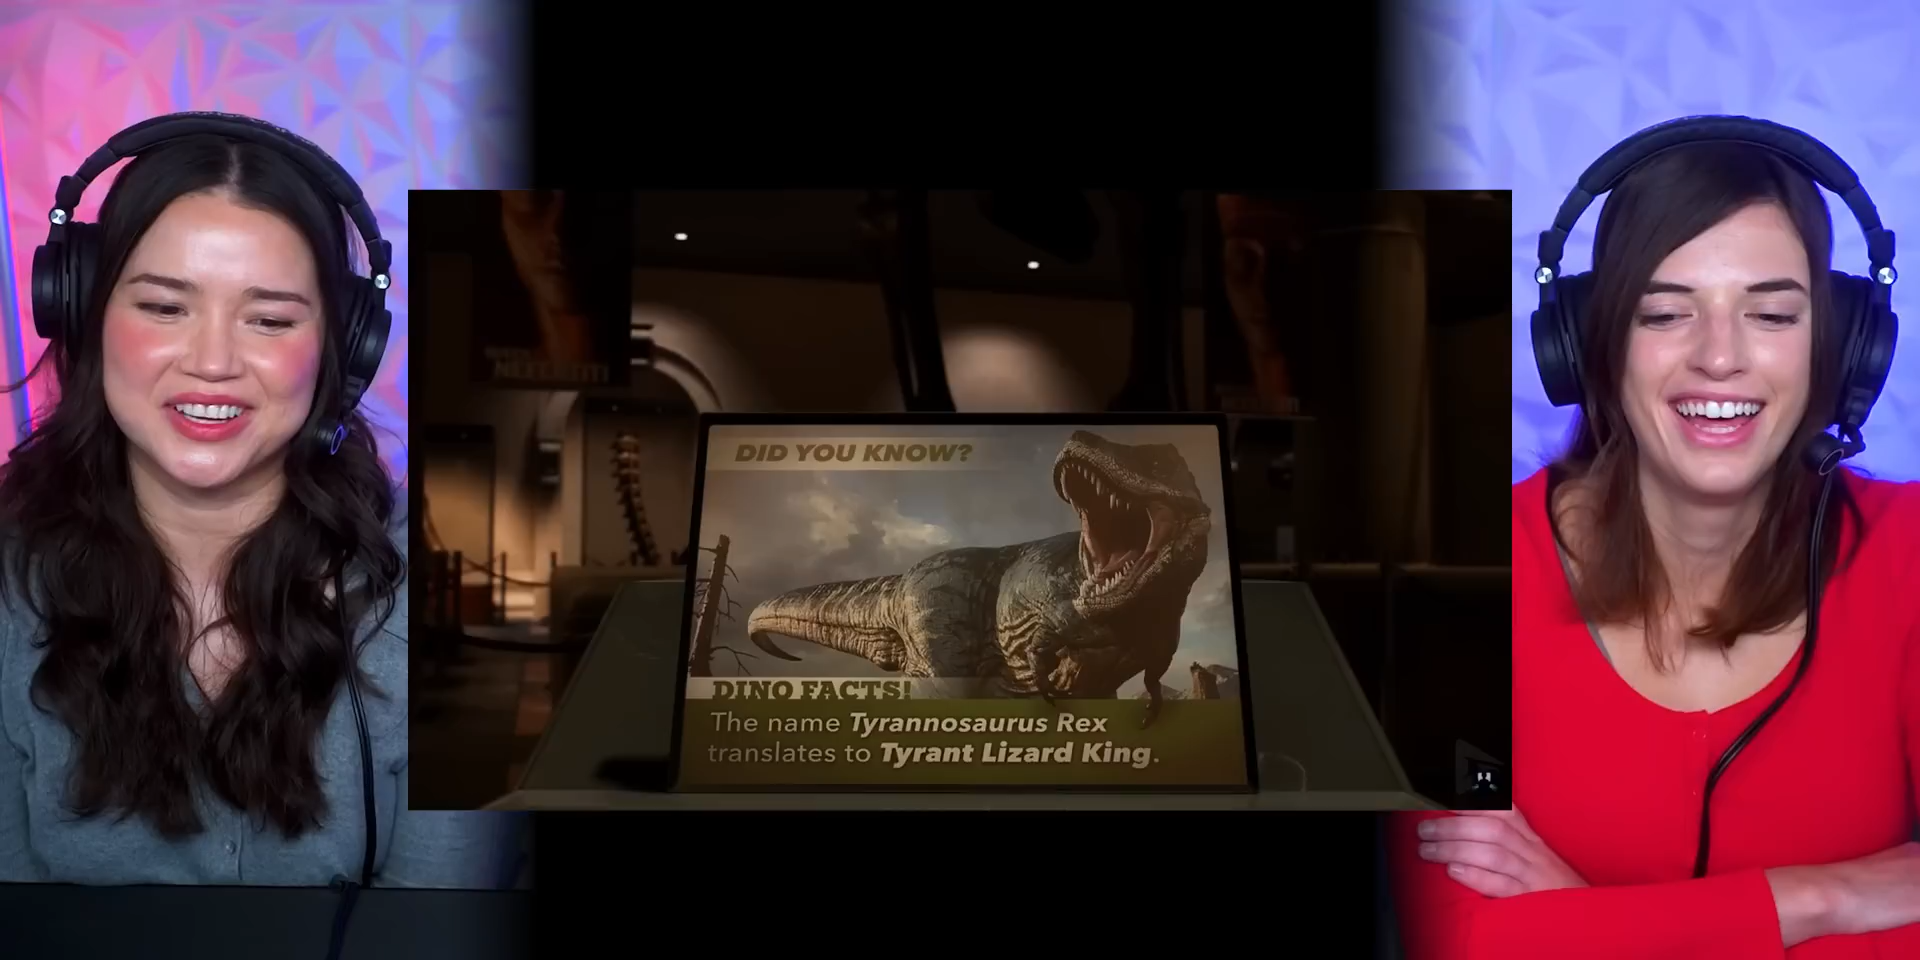 DID YOU KNOW?
DINO FACTS!
The name Tyrannosaurus Rex
translates to Tyrant Lizard King.